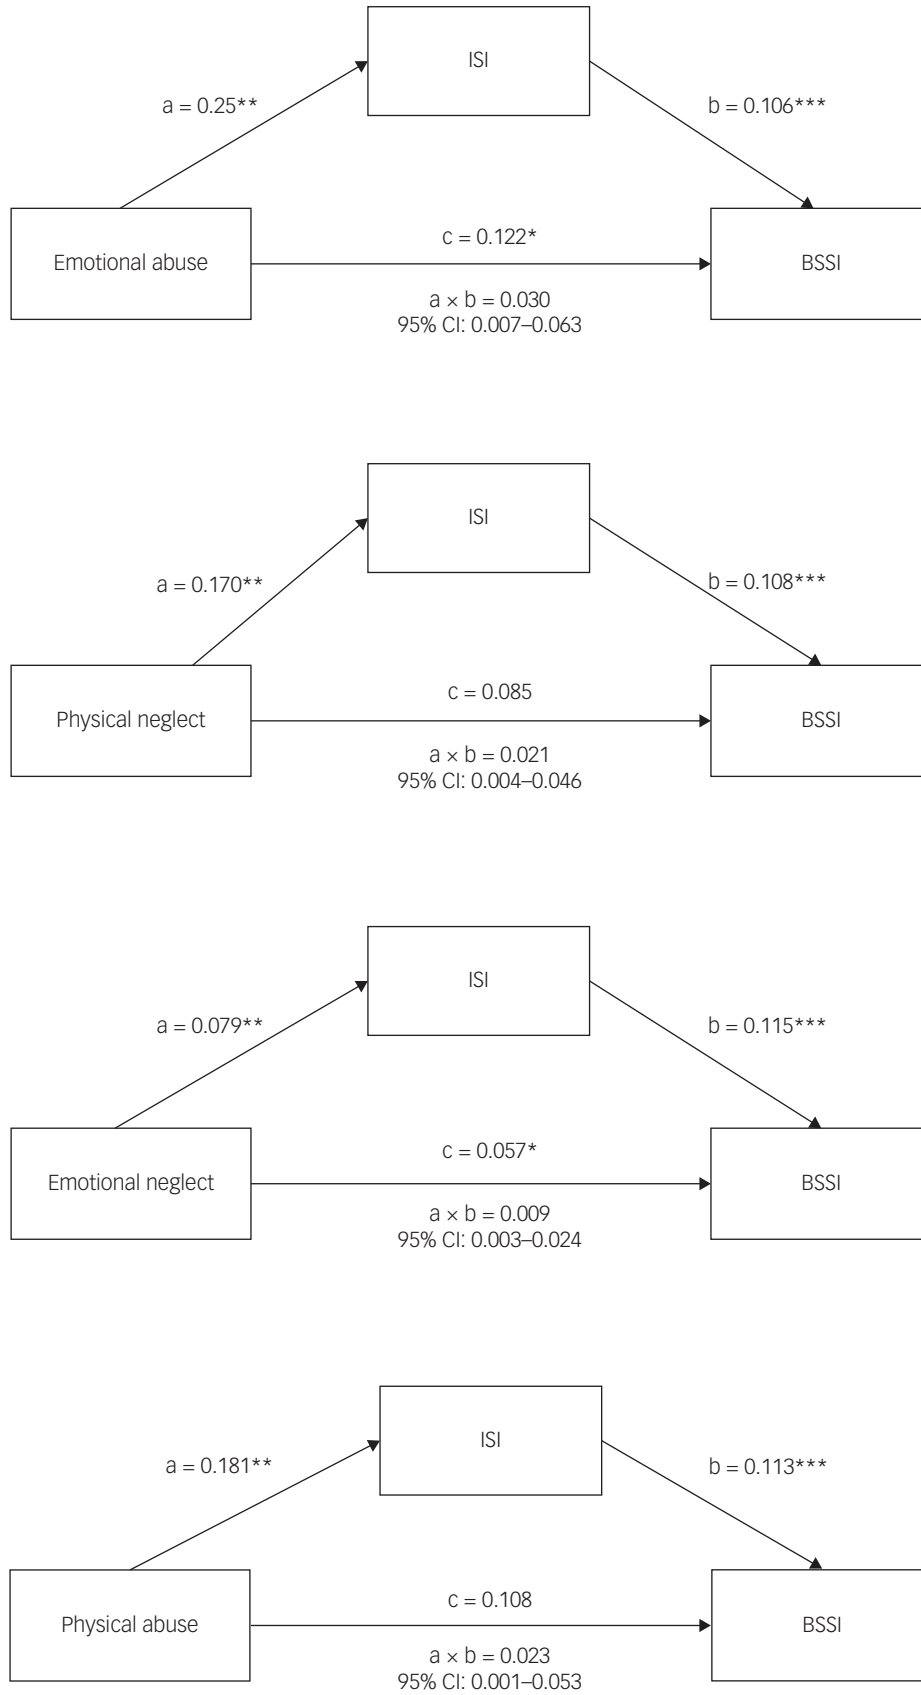 ISI
a = 0.25**
b = 0.106***
Emotional abuse
c = 0.122*
BSSI
a × b = 0.030
95% CI: 0.007–0.063
ISI
a = 0.170**
b = 0.108***
Physical neglect
c = 0.085
BSSI
a × b = 0.021
95% CI: 0.004–0.046
ISI
a = 0.079**
b = 0.115***
Emotional neglect
c = 0.057*
BSSI
a × b = 0.009
95% CI: 0.003–0.024
ISI
a = 0.181**
b = 0.113***
Physical abuse
c = 0.108
BSSI
a × b = 0.023
95% CI: 0.001–0.053